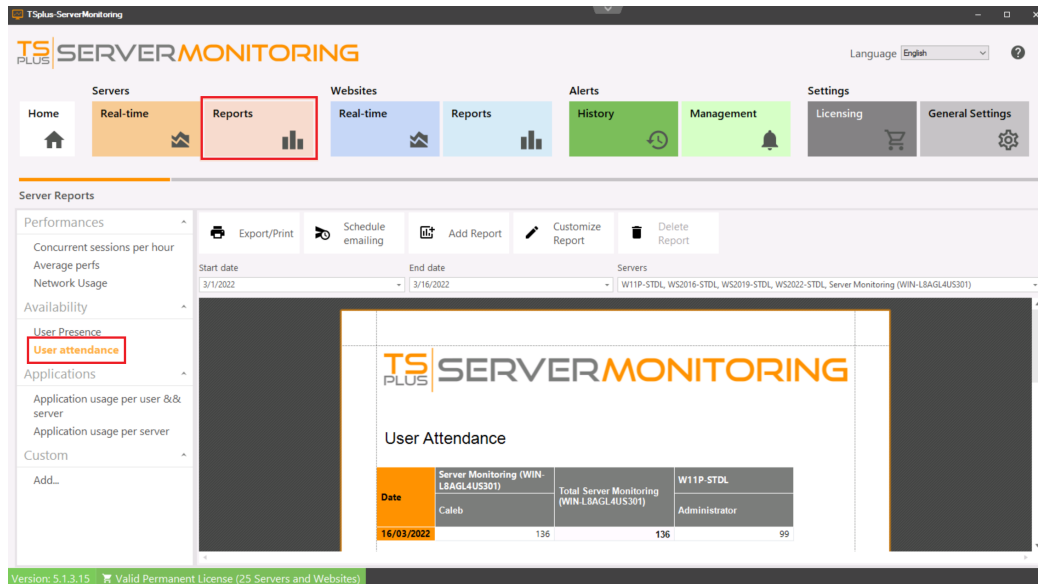 TSplus-ServerMonitoring
TS PLUS SERVERMONITORING
Language English
Servers
Websites
Alerts
Settings
Home
Real-time
Reports
Real-time
Reports
History
Management
Licensing
General Settings
Server Reports
Performances
Concurrent sessions per hour
Average perfs
Network Usage
Availability
User Presence
User attendance
Applications
Application usage per user &&
server
Application usage per server
Custom
Add...
Export/Print
Schedule
emailing
Add Report
Customize
Report
Delete
Report
Start date
End date
Servers
3/1/2022
3/16/2022
W11P-STDL, WS2016-STDL, WS2019-STDL, WS2022-STDL, Server Monitoring (WIN-L8AGL4US301)
TS PLUS SERVERMONITORING
User Attendance
Date
Server Monitoring (WIN-
L8AGL4US301)
Caleb
Total Server Monitoring
(WIN-L8AGL4US301)
W11P-STDL
Administrator
16/03/2022 136 136 99
Version: 5.1.3.15 Valid Permanent License (25 Servers and Websites)